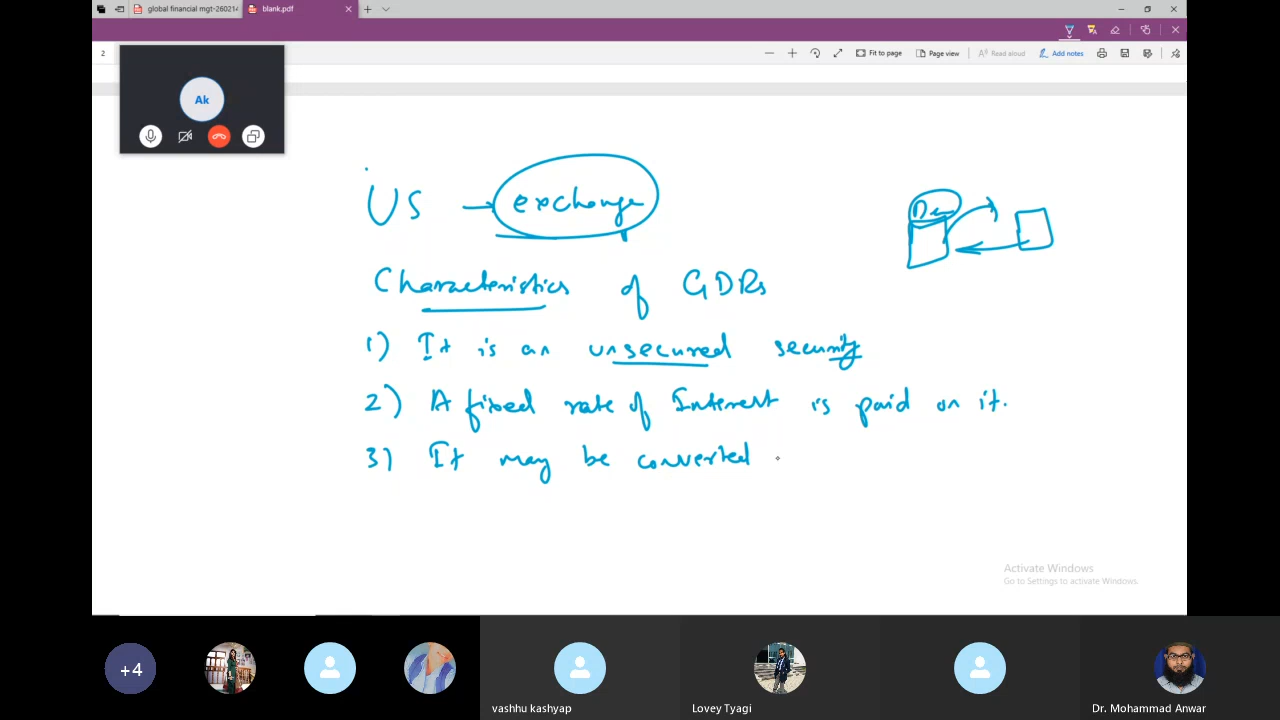 global financial mgt-260214
blank.pdf
2
Fit to page
Page view
Read aloud
Add notes
Ak
US → exchange
Characteristics of GDRs
1) It is an unsecured security
2) A fixed rate of Interest is paid on it.
3) It may be converted
Activate Windows
Go to Settings to activate Windows.
+4
vashhu kashyap
Lovey Tyagi
Dr. Mohammad Anwar